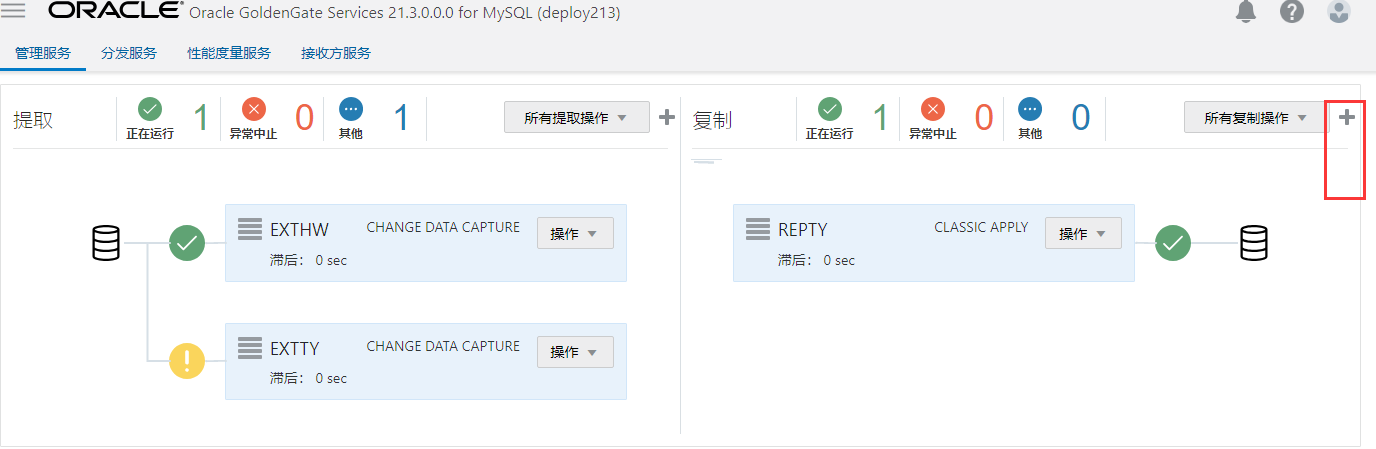 ORACLE® Oracle GoldenGate Services 21.3.0.0.0 for MySQL (deploy213)
管理服务 分发服务 性能度量服务 接收方服务
提取 正在运行 1 异常中止 0 其他 1 所有提取操作
复制 正在运行 1 异常中止 0 其他 0 所有复制操作
EXTHW CHANGE DATA CAPTURE 操作
滞后： 0 sec
EXTTY CHANGE DATA CAPTURE 操作
滞后： 0 sec
REPTY CLASSIC APPLY 操作
滞后： 0 sec